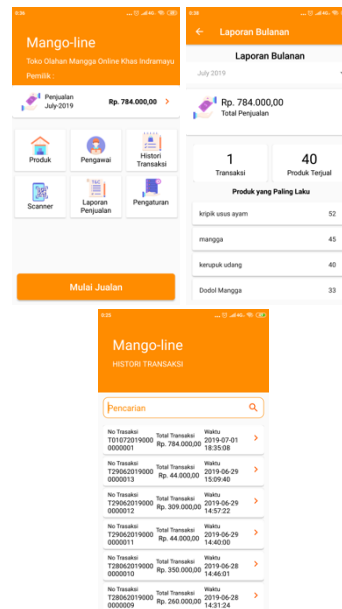 9:36
Mango-line
Toko Olahan Mangga Online Khas Indramayu
Pemilik :
Penjualan
July-2019
Rp. 784.000,00
Produk
Pengawai
Histori
Transaksi
Scanner
Laporan
Penjualan
Pengaturan
Mulai Jualan
Laporan Bulanan
Laporan Bulanan
July 2019
Rp. 784.000,00
Total Penjualan
1
Transaksi
40
Produk Terjual
Produk yang Paling Laku
kripik usus ayam 52
mangga 45
kerupuk udang 40
Dodol Mangga 33
Mango-line
HISTORI TRANSAKSI
Pencarian
No Trasaksi Total Transaksi Waktu
T01072019000 Rp. 784.000,00 2019-07-01
0000001 18:35:08
No Trasaksi Total Transaksi Waktu
T29062019000 Rp. 44.000,00 2019-06-29
0000013 15:09:40
No Trasaksi Total Transaksi Waktu
T29062019000 Rp. 309.000,00 2019-06-29
0000012 14:57:22
No Trasaksi Total Transaksi Waktu
T29062019000 Rp. 44.000,00 2019-06-29
0000011 14:40:00
No Trasaksi Total Transaksi Waktu
T28062019000 Rp. 350.000,00 2019-06-28
0000010 14:46:01
No Trasaksi Total Transaksi Waktu
T28062019000 Rp. 260.000,00 2019-06-28
0000009 14:31:24